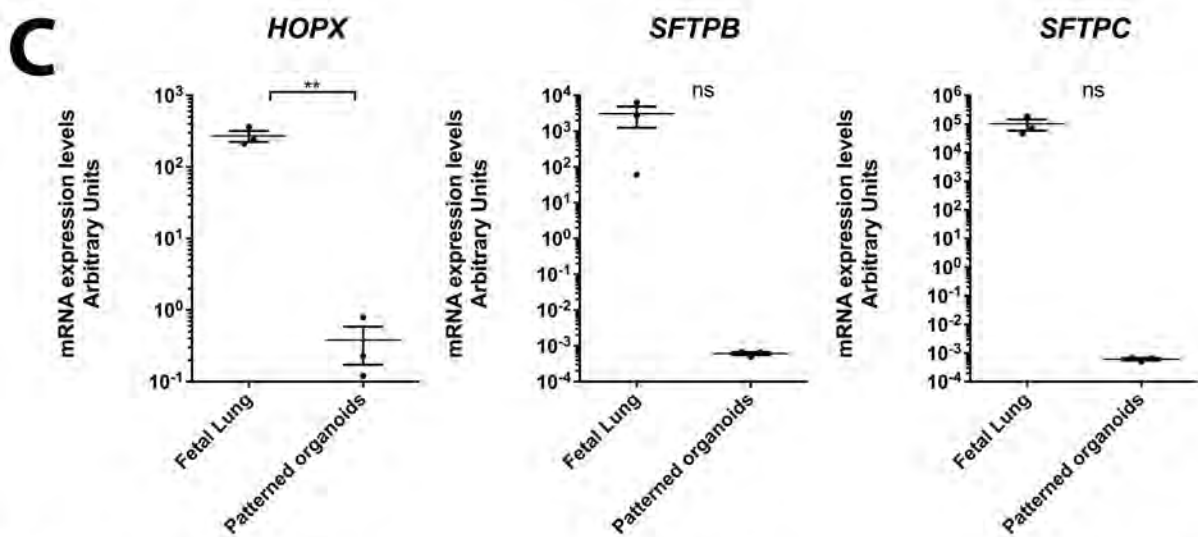 C
HOPX
mRNA expression levels
Arbitrary Units
10³
10²
10¹
10⁰
10⁻¹
**
Fetal Lung
Patterned organoids
SFTPB
mRNA expression levels
Arbitrary Units
10⁴
10³
10²
10¹
10⁰
10⁻¹
10⁻²
10⁻³
10⁻⁴
ns
Fetal Lung
Patterned organoids
SFTPC
mRNA expression levels
Arbitrary Units
10⁶
10⁵
10⁴
10³
10²
10¹
10⁰
10⁻¹
10⁻²
10⁻³
10⁻⁴
ns
Fetal Lung
Patterned organoids